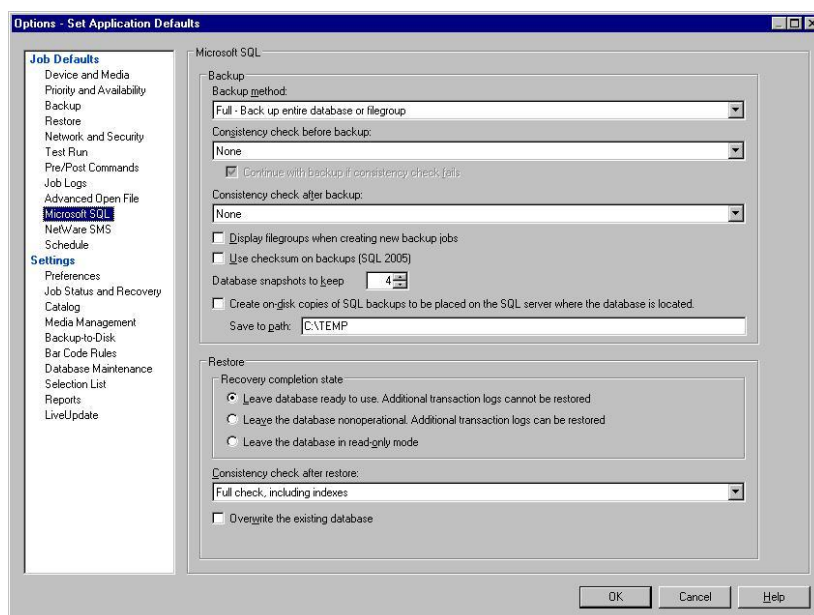 Options - Set Application Defaults
Job Defaults
Device and Media
Priority and Availability
Backup
Restore
Network and Security
Test Run
Pre/Post Commands
Job Logs
Advanced Open File
Microsoft SQL
NetWare SMS
Schedule
Settings
Preferences
Job Status and Recovery
Catalog
Media Management
Backup-to-Disk
Bar Code Rules
Database Maintenance
Selection List
Reports
LiveUpdate
Microsoft SQL
Backup
Backup method:
Full - Back up entire database or filegroup
Consistency check before backup:
None
Continue with backup if consistency check fails
Consistency check after backup:
None
Display filegroups when creating new backup jobs
Use checksum on backups (SQL 2005)
Database snapshots to keep 4
Create on-disk copies of SQL backups to be placed on the SQL server where the database is located.
Save to path: C:\TEMP
Restore
Recovery completion state
Leave database ready to use. Additional transaction logs cannot be restored
Leave the database nonoperational. Additional transaction logs can be restored
Leave the database in read-only mode
Consistency check after restore:
Full check, including indexes
Overwrite the existing database
OK Cancel Help